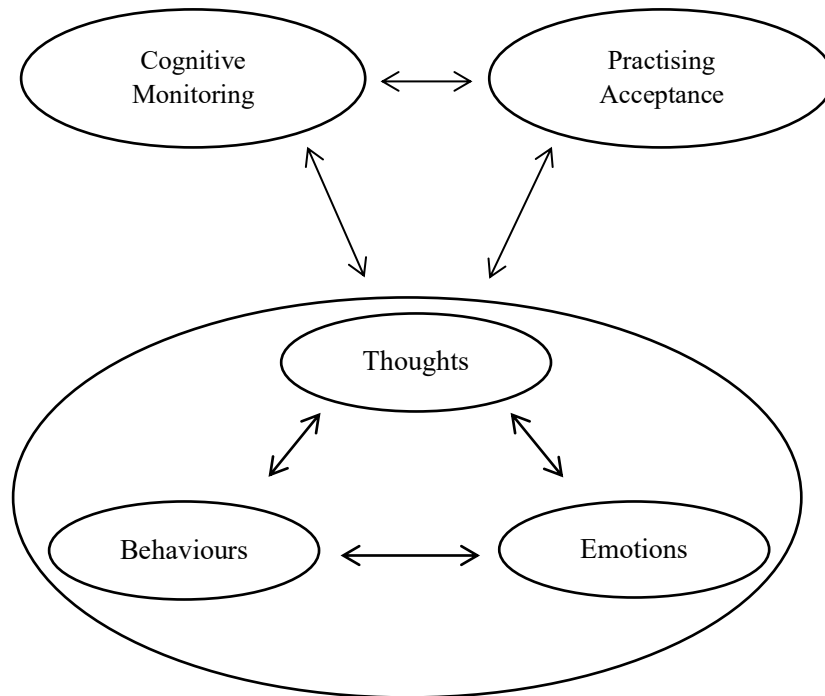 Cognitive
Monitoring
Practising
Acceptance
Thoughts
Behaviours
Emotions